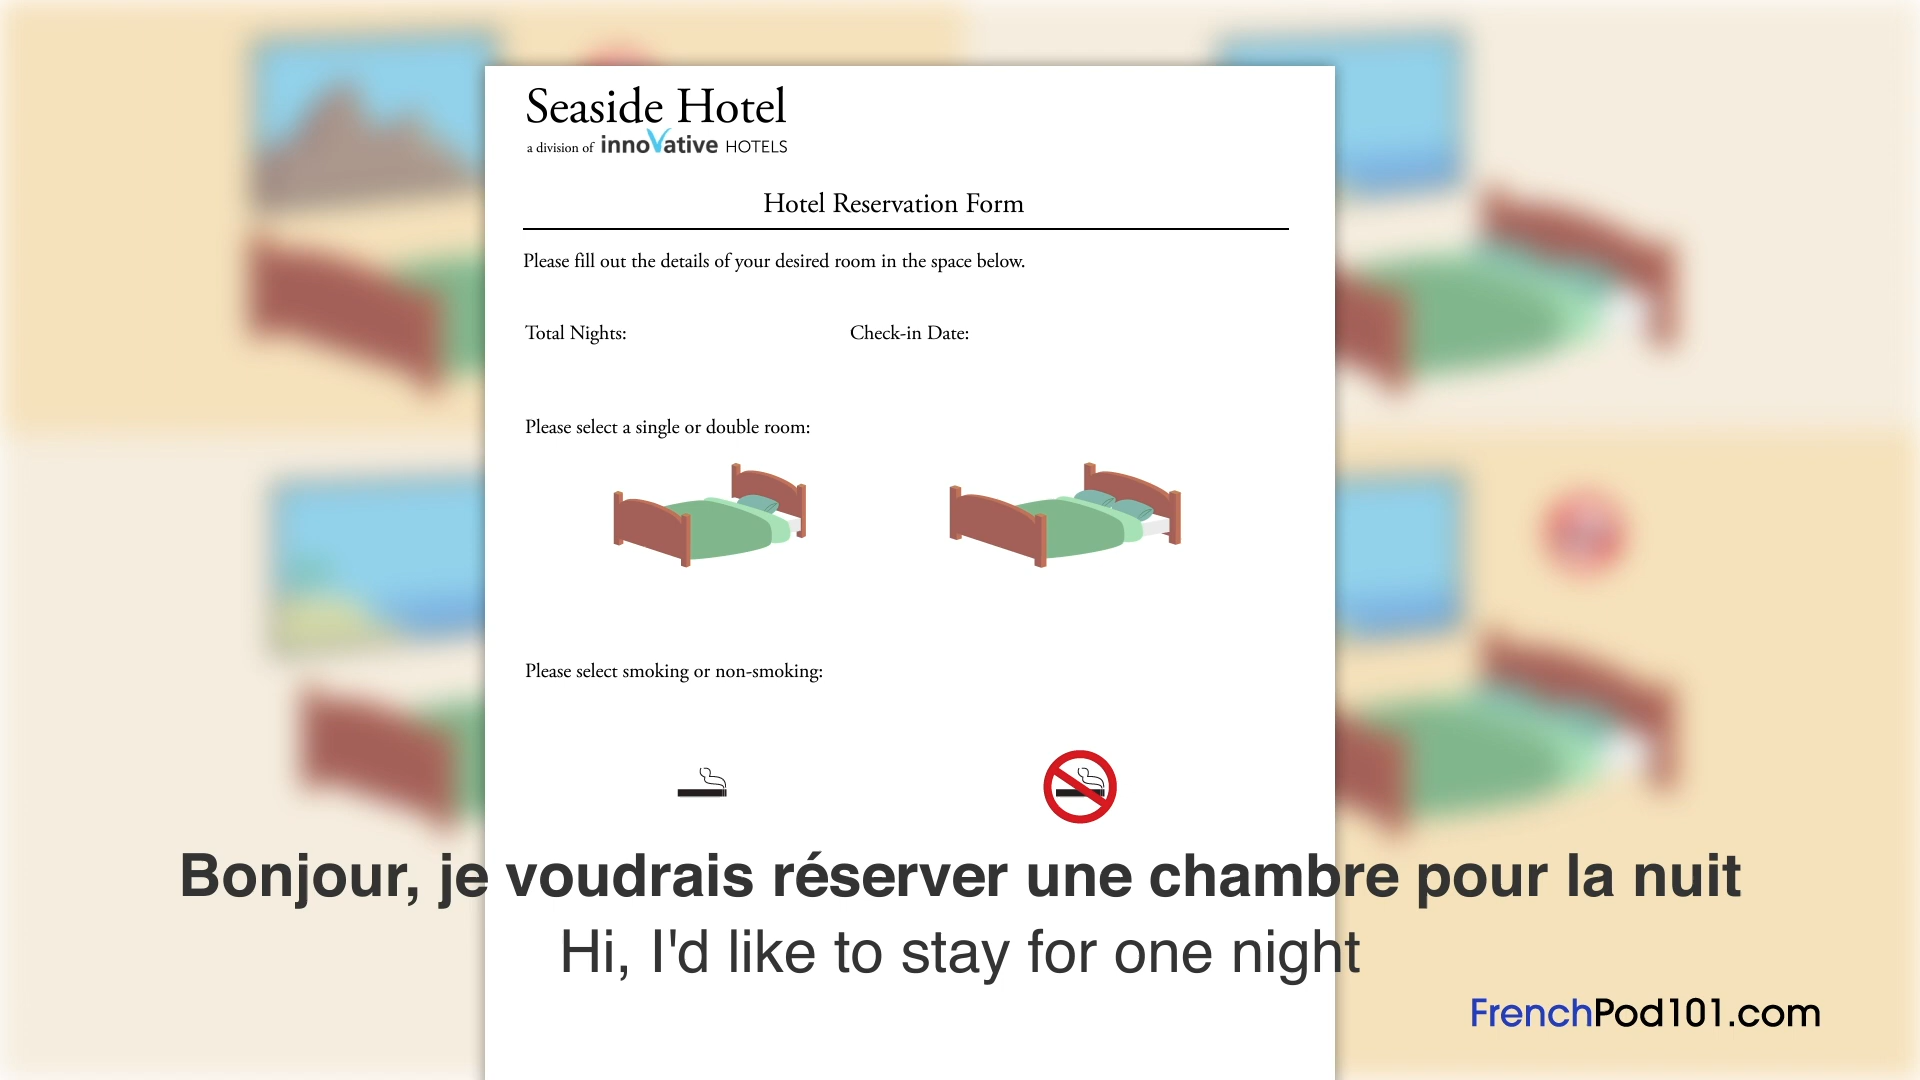 Seaside Hotel
a division of innoVative HOTELS
Hotel Reservation Form
Please fill out the details of your desired room in the space below.
Total Nights: Check-in Date:
Please select a single or double room:
Please select smoking or non-smoking:
Bonjour, je voudrais réserver une chambre pour la nuit
Hi, I'd like to stay for one night
FrenchPod101.com